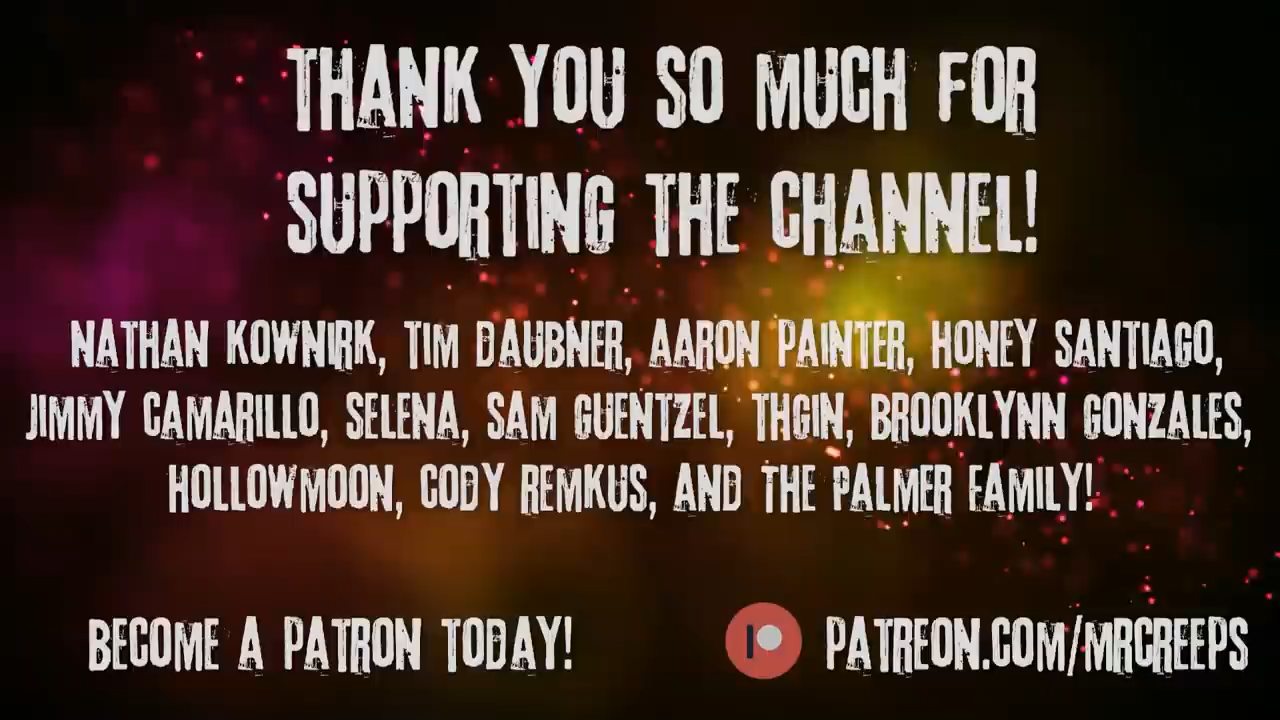 THANK YOU SO MUCH FOR
SUPPORTING THE CHANNEL!
NATHAN KOWNIRK, TIM DAUBNER, AARON PAINTER, HONEY SANTIAGO,
JIMMY CAMARILLO, SELENA, SAM GUENTZEL, THGIN, BROOKLYNN GONZALES,
HOLLOWMOON, CODY REMKUS, AND THE PALMER FAMILY!
BECOME A PATRON TODAY!
PATREON.COM/MRCREEPS